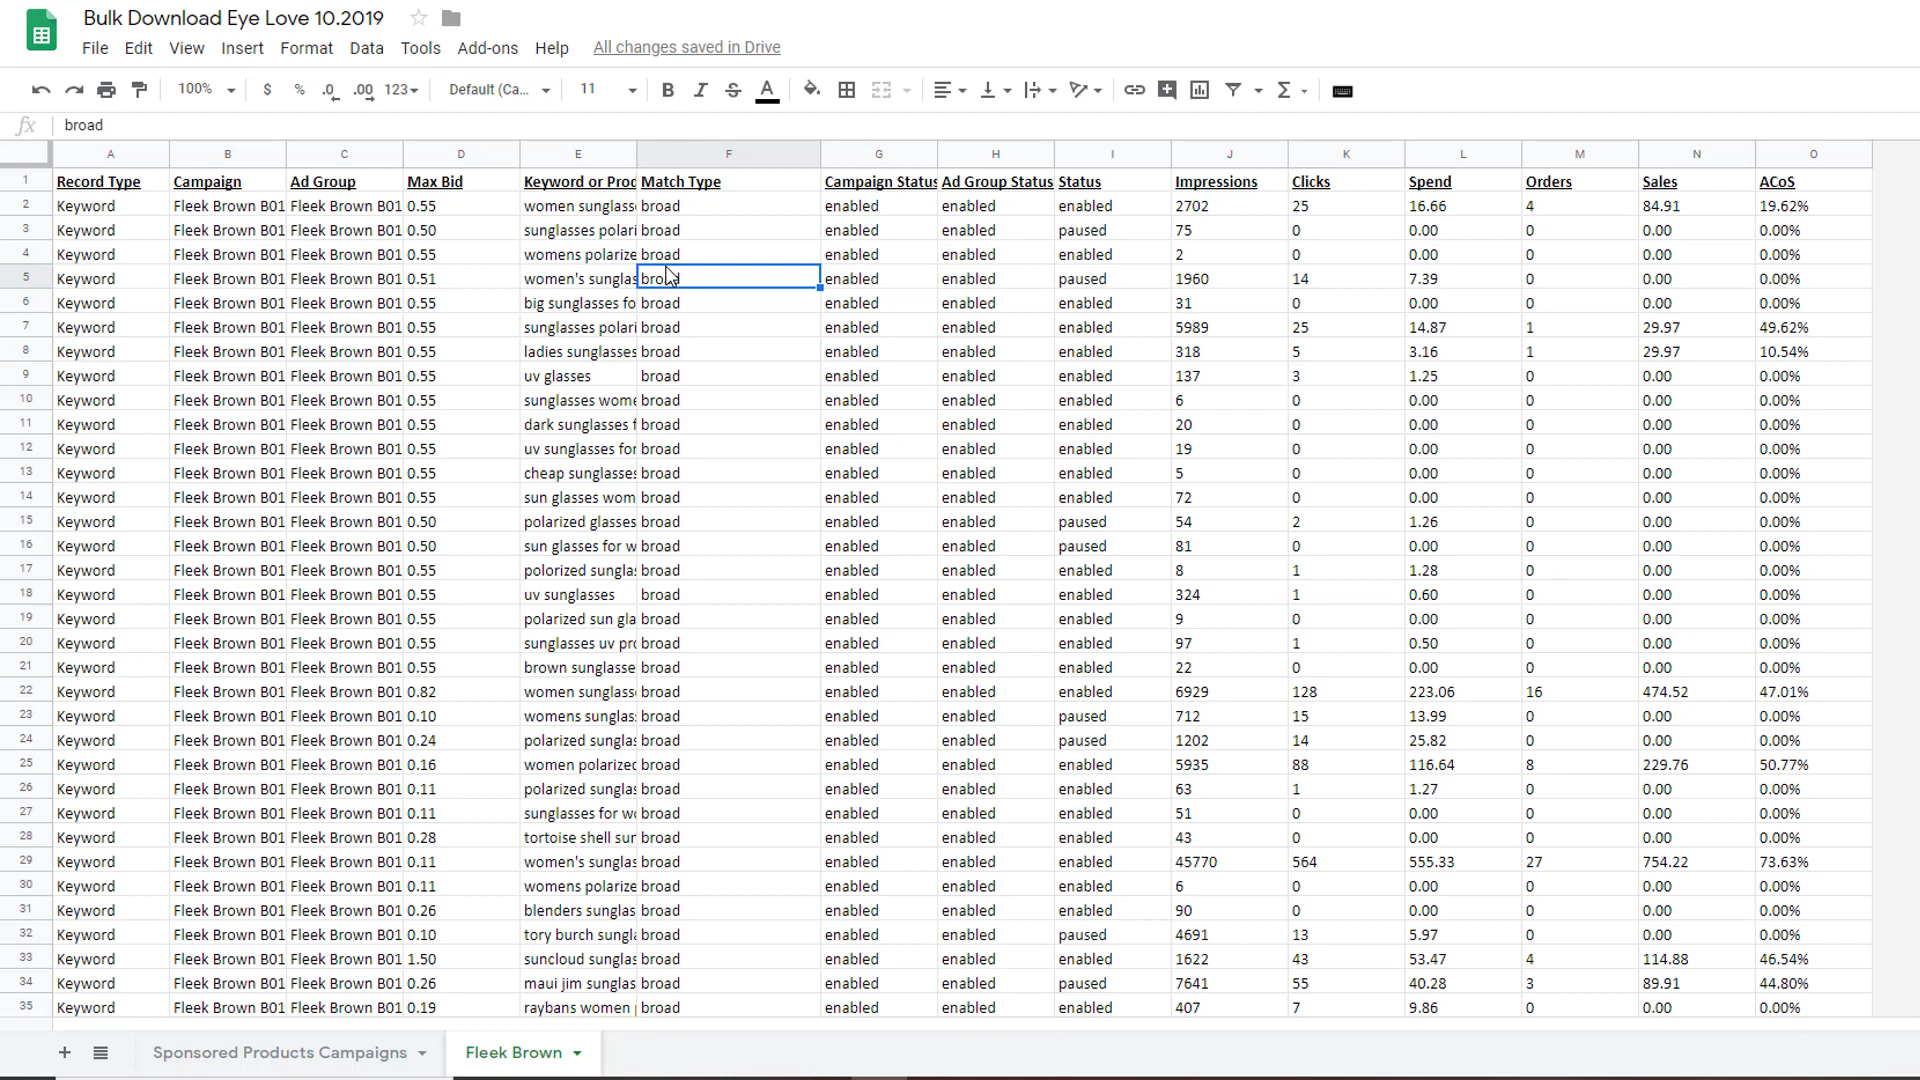 Bulk Download Eye Love 10.2019
File Edit View Insert Format Data Tools Add-ons Help All changes saved in Drive
100% $ % .0 .00 123 Default (Ca... 11 B I S A
fx broad
A B C D E F G H I J K L M N O
1 Record Type Campaign Ad Group Max Bid Keyword or Prod Match Type Campaign Status Ad Group Status Status Impressions Clicks Spend Orders Sales ACoS
2 Keyword Fleek Brown B01 Fleek Brown B01 0.55 women sunglass broad enabled enabled enabled 2702 25 16.66 4 84.91 19.62%
3 Keyword Fleek Brown B01 Fleek Brown B01 0.50 sunglasses polari broad enabled enabled paused 75 0 0.00 0 0.00 0.00%
4 Keyword Fleek Brown B01 Fleek Brown B01 0.55 womens polarize broad enabled enabled enabled 2 0 0.00 0 0.00 0.00%
5 Keyword Fleek Brown B01 Fleek Brown B01 0.51 women's sunglas broad enabled enabled paused 1960 14 7.39 0 0.00 0.00%
6 Keyword Fleek Brown B01 Fleek Brown B01 0.55 big sunglasses fo broad enabled enabled enabled 31 0 0.00 0 0.00 0.00%
7 Keyword Fleek Brown B01 Fleek Brown B01 0.55 sunglasses polari broad enabled enabled enabled 5989 25 14.87 1 29.97 49.62%
8 Keyword Fleek Brown B01 Fleek Brown B01 0.55 ladies sunglasses broad enabled enabled enabled 318 5 3.16 1 29.97 10.54%
9 Keyword Fleek Brown B01 Fleek Brown B01 0.55 uv glasses broad enabled enabled enabled 137 3 1.25 0 0.00 0.00%
10 Keyword Fleek Brown B01 Fleek Brown B01 0.55 sunglasses wome broad enabled enabled enabled 6 0 0.00 0 0.00 0.00%
11 Keyword Fleek Brown B01 Fleek Brown B01 0.55 dark sunglasses f broad enabled enabled enabled 20 0 0.00 0 0.00 0.00%
12 Keyword Fleek Brown B01 Fleek Brown B01 0.55 uv sunglasses for broad enabled enabled enabled 19 0 0.00 0 0.00 0.00%
13 Keyword Fleek Brown B01 Fleek Brown B01 0.55 cheap sunglasses broad enabled enabled enabled 5 0 0.00 0 0.00 0.00%
14 Keyword Fleek Brown B01 Fleek Brown B01 0.55 sun glasses wom broad enabled enabled enabled 72 0 0.00 0 0.00 0.00%
15 Keyword Fleek Brown B01 Fleek Brown B01 0.50 polarized glasses broad enabled enabled paused 54 2 1.26 0 0.00 0.00%
16 Keyword Fleek Brown B01 Fleek Brown B01 0.50 sun glasses for w broad enabled enabled paused 81 0 0.00 0 0.00 0.00%
17 Keyword Fleek Brown B01 Fleek Brown B01 0.55 polorized sunglas broad enabled enabled enabled 8 1 1.28 0 0.00 0.00%
18 Keyword Fleek Brown B01 Fleek Brown B01 0.55 uv sunglasses broad enabled enabled enabled 324 1 0.60 0 0.00 0.00%
19 Keyword Fleek Brown B01 Fleek Brown B01 0.55 polarized sun gla broad enabled enabled enabled 9 0 0.00 0 0.00 0.00%
20 Keyword Fleek Brown B01 Fleek Brown B01 0.55 sunglasses uv pro broad enabled enabled enabled 97 1 0.50 0 0.00 0.00%
21 Keyword Fleek Brown B01 Fleek Brown B01 0.55 brown sunglasse broad enabled enabled enabled 22 0 0.00 0 0.00 0.00%
22 Keyword Fleek Brown B01 Fleek Brown B01 0.82 women sunglass broad enabled enabled enabled 6929 128 223.06 16 474.52 47.01%
23 Keyword Fleek Brown B01 Fleek Brown B01 0.10 womens sunglas broad enabled enabled paused 712 15 13.99 0 0.00 0.00%
24 Keyword Fleek Brown B01 Fleek Brown B01 0.24 polarized sunglas broad enabled enabled paused 1202 14 25.82 0 0.00 0.00%
25 Keyword Fleek Brown B01 Fleek Brown B01 0.16 women polarized broad enabled enabled enabled 5935 88 116.64 8 229.76 50.77%
26 Keyword Fleek Brown B01 Fleek Brown B01 0.11 polarized sunglas broad enabled enabled enabled 63 1 1.27 0 0.00 0.00%
27 Keyword Fleek Brown B01 Fleek Brown B01 0.11 sunglasses for wo broad enabled enabled enabled 51 0 0.00 0 0.00 0.00%
28 Keyword Fleek Brown B01 Fleek Brown B01 0.28 tortoise shell sun broad enabled enabled enabled 43 0 0.00 0 0.00 0.00%
29 Keyword Fleek Brown B01 Fleek Brown B01 0.11 women's sunglas broad enabled enabled enabled 45770 564 555.33 27 754.22 73.63%
30 Keyword Fleek Brown B01 Fleek Brown B01 0.11 womens polarize broad enabled enabled enabled 6 0 0.00 0 0.00 0.00%
31 Keyword Fleek Brown B01 Fleek Brown B01 0.26 blenders sunglas broad enabled enabled enabled 90 0 0.00 0 0.00 0.00%
32 Keyword Fleek Brown B01 Fleek Brown B01 0.10 tory burch sungla broad enabled enabled paused 4691 13 5.97 0 0.00 0.00%
33 Keyword Fleek Brown B01 Fleek Brown B01 1.50 suncloud sunglas broad enabled enabled enabled 1622 43 53.47 4 114.88 46.54%
34 Keyword Fleek Brown B01 Fleek Brown B01 0.26 maui jim sunglas broad enabled enabled paused 7641 55 40.28 3 89.91 44.80%
35 Keyword Fleek Brown B01 Fleek Brown B01 0.19 raybans women broad enabled enabled enabled 407 7 9.86 0 0.00 0.00%
Sponsored Products Campaigns Fleek Brown